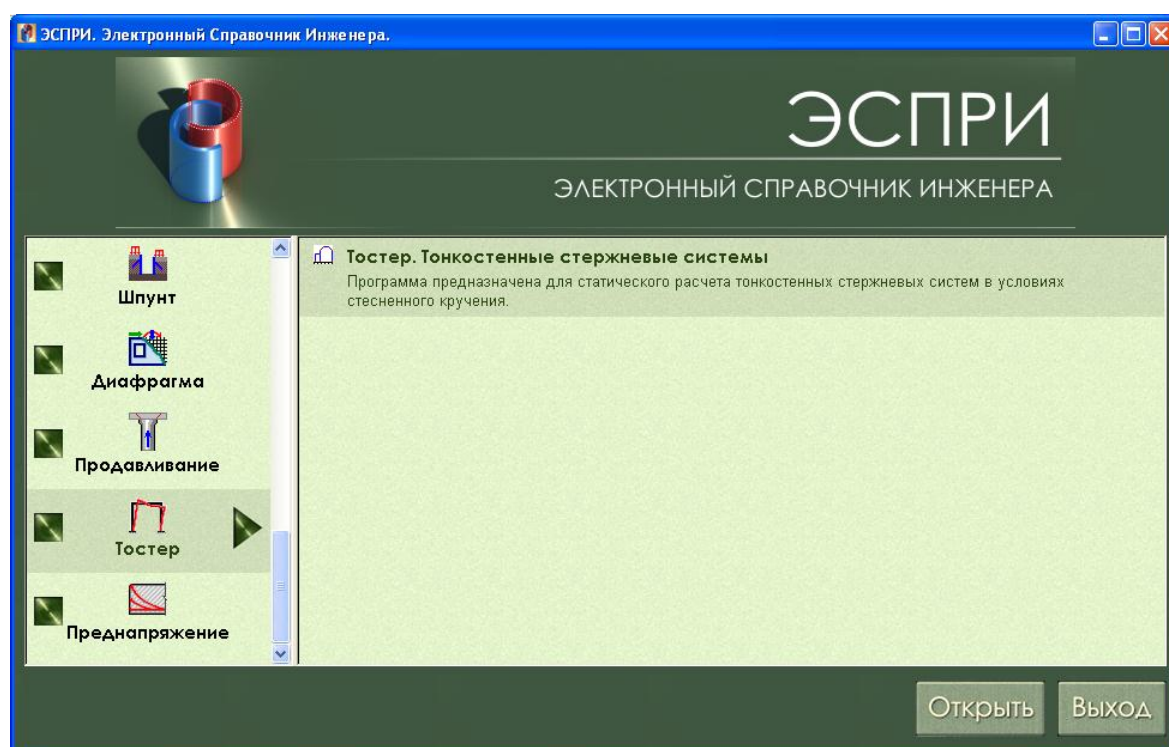 ЭСПРИ. Электронный Справочник Инженера.
ЭСПРИ
ЭЛЕКТРОННЫЙ СПРАВОЧНИК ИНЖЕНЕРА
Шпунт
Диафрагма
Продавливание
Тостер
Преднапряжение
Тостер. Тонкостенные стержневые системы
Программа предназначена для статического расчета тонкостенных стержневых систем в условиях
стесненного кручения.
Открыть
Выход